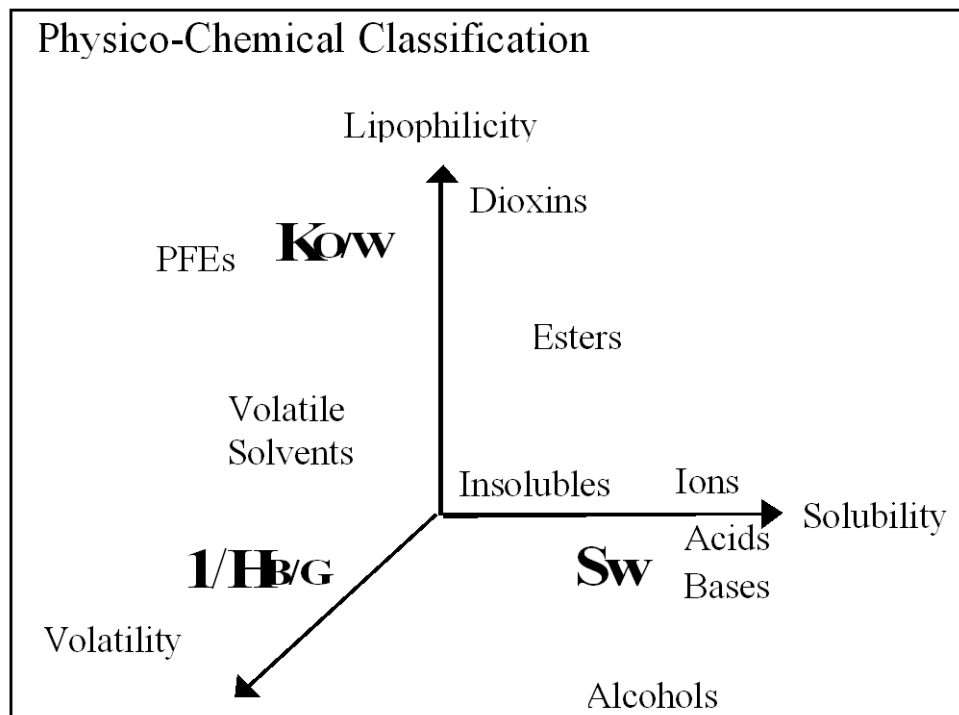 Physico-Chemical Classification
Lipophilicity
Dioxins
KO/W
PFEs
Esters
Volatile
Solvents
Insolubles
Ions
Solubility
Acids
1/HB/G
SW
Bases
Volatility
Alcohols